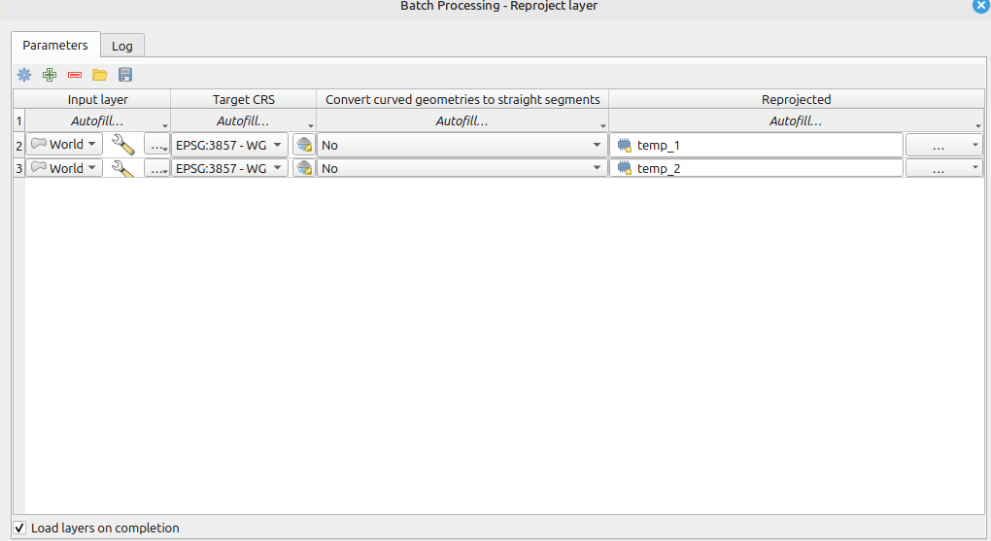 Batch Processing - Reproject layer
Parameters Log
Input layer Target CRS Convert curved geometries to straight segments Reprojected
1 Autofill... Autofill... Autofill... Autofill...
2 World ... EPSG:3857 - WG No temp_1 ...
3 World ... EPSG:3857 - WG No temp_2 ...
Load layers on completion